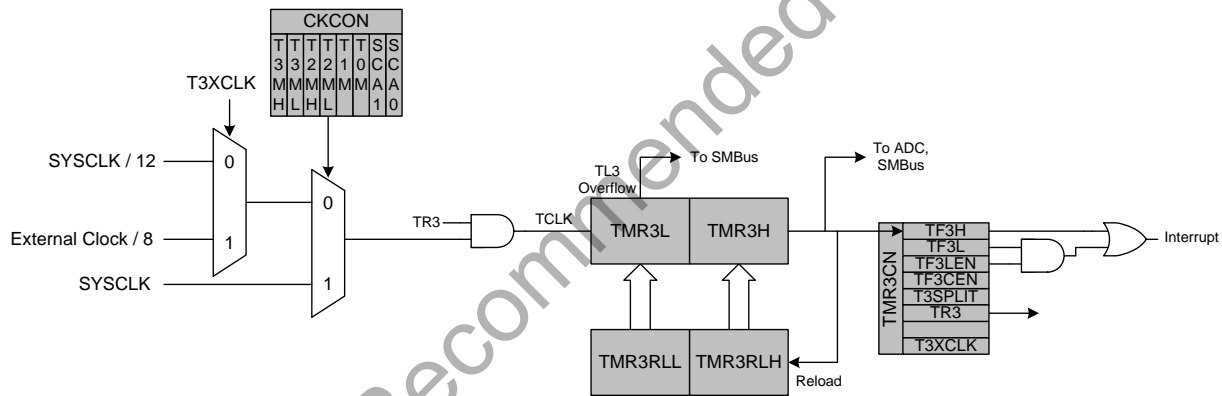 CKCON
T3MH
T3ML
T2MH
T2ML
T1M
T0M
SCA1
SCA0
T3XCLK
SYSCLK / 12
0
External Clock / 8
1
SYSCLK
0
1
TR3
TCLK
TL3
Overflow
To SMBus
To ADC,
SMBus
TMR3L
TMR3H
TMR3RLL
TMR3RLH
Reload
TMR3CN
TF3H
TF3L
TF3LEN
TF3CEN
T3SPLIT
TR3
T3XCLK
Interrupt
Recommended